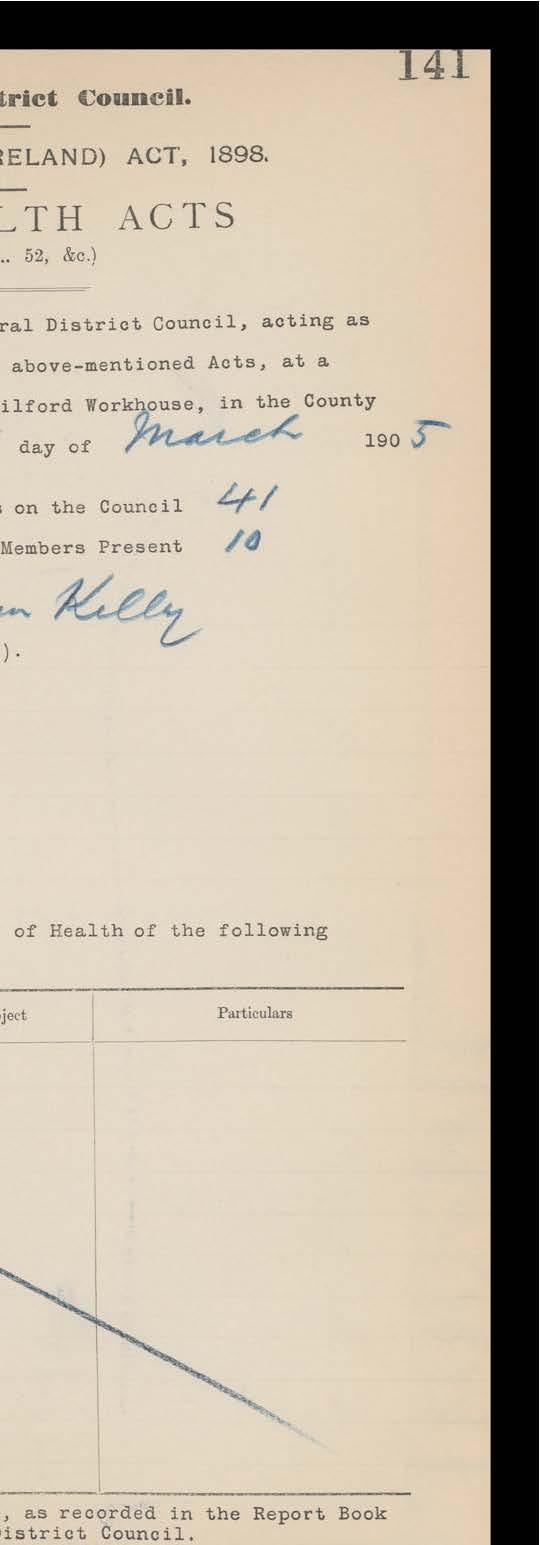 141
trict Council.
RELAND) ACT, 1898.
LTH ACTS
.. 52, &c.)
ral District Council, acting as
above-mentioned Acts, at a
ilford Workhouse, in the County
day of March 1905
s on the Council 41
Members Present 10
n Kelly
).
of Health of the following
ject Particulars
, as recorded in the Report Book
District Council.